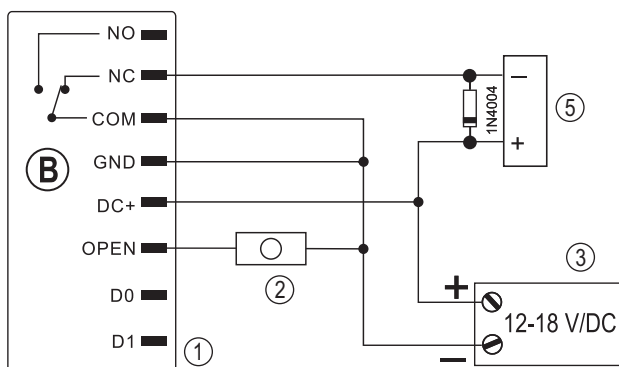 NO
NC
COM
GND
DC+
OPEN
D0
D1
B
1
2
1N4004
−
+
5
3
+
12-18 V/DC
−